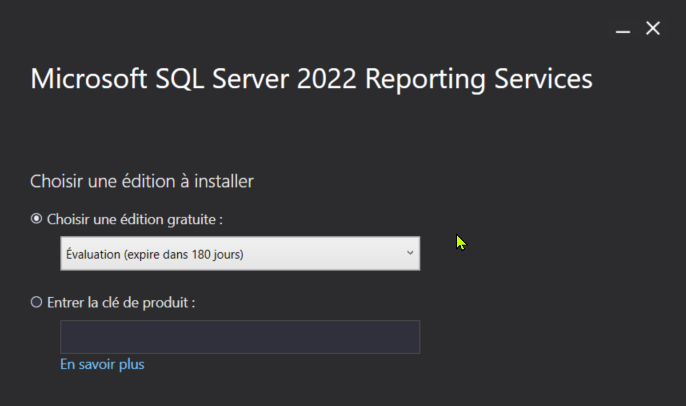 Microsoft SQL Server 2022 Reporting Services
Choisir une édition à installer
Choisir une édition gratuite :
Évaluation (expire dans 180 jours)
Entrer la clé de produit :
En savoir plus